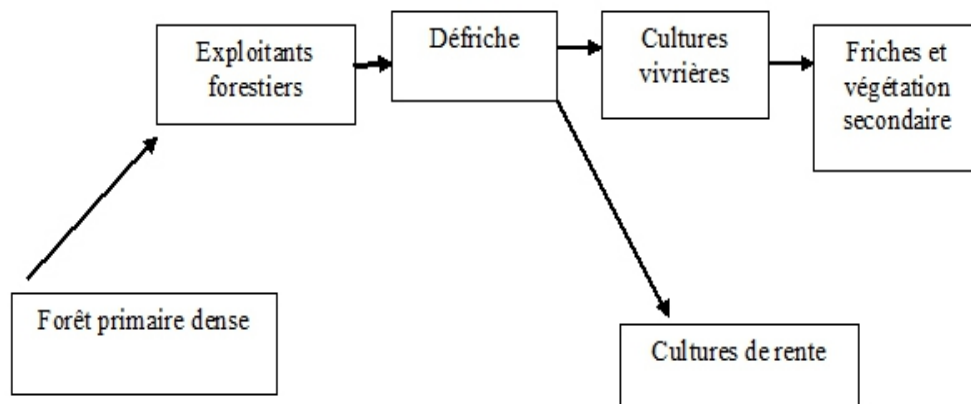 Exploitants
forestiers
Défriche
Cultures
vivrières
Friches et
végétation
secondaire
Forêt primaire dense
Cultures de rente